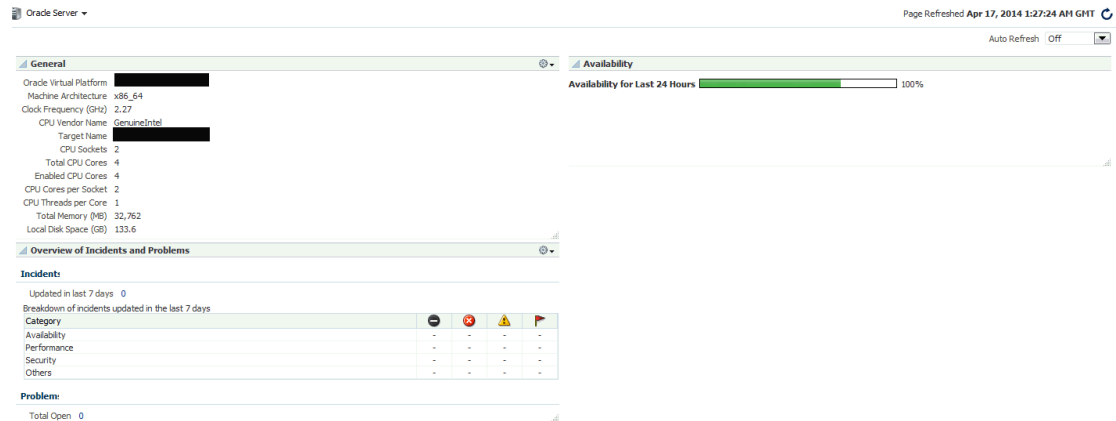 Oracle Server
Page Refreshed Apr 17, 2014 1:27:24 AM GMT
Auto Refresh Off
General
Oracle Virtual Platform
Machine Architecture x86_64
Clock Frequency (GHz) 2.27
CPU Vendor Name GenuineIntel
Target Name
CPU Sockets 2
Total CPU Cores 4
Enabled CPU Cores 4
CPU Cores per Socket 2
CPU Threads per Core 1
Total Memory (MB) 32,762
Local Disk Space (GB) 133.6
Availability
Availability for Last 24 Hours 100%
Overview of Incidents and Problems
Incidents
Updated in last 7 days 0
Breakdown of incidents updated in the last 7 days
Category
Availability - - - -
Performance - - - -
Security - - - -
Others - - - -
Problems
Total Open 0